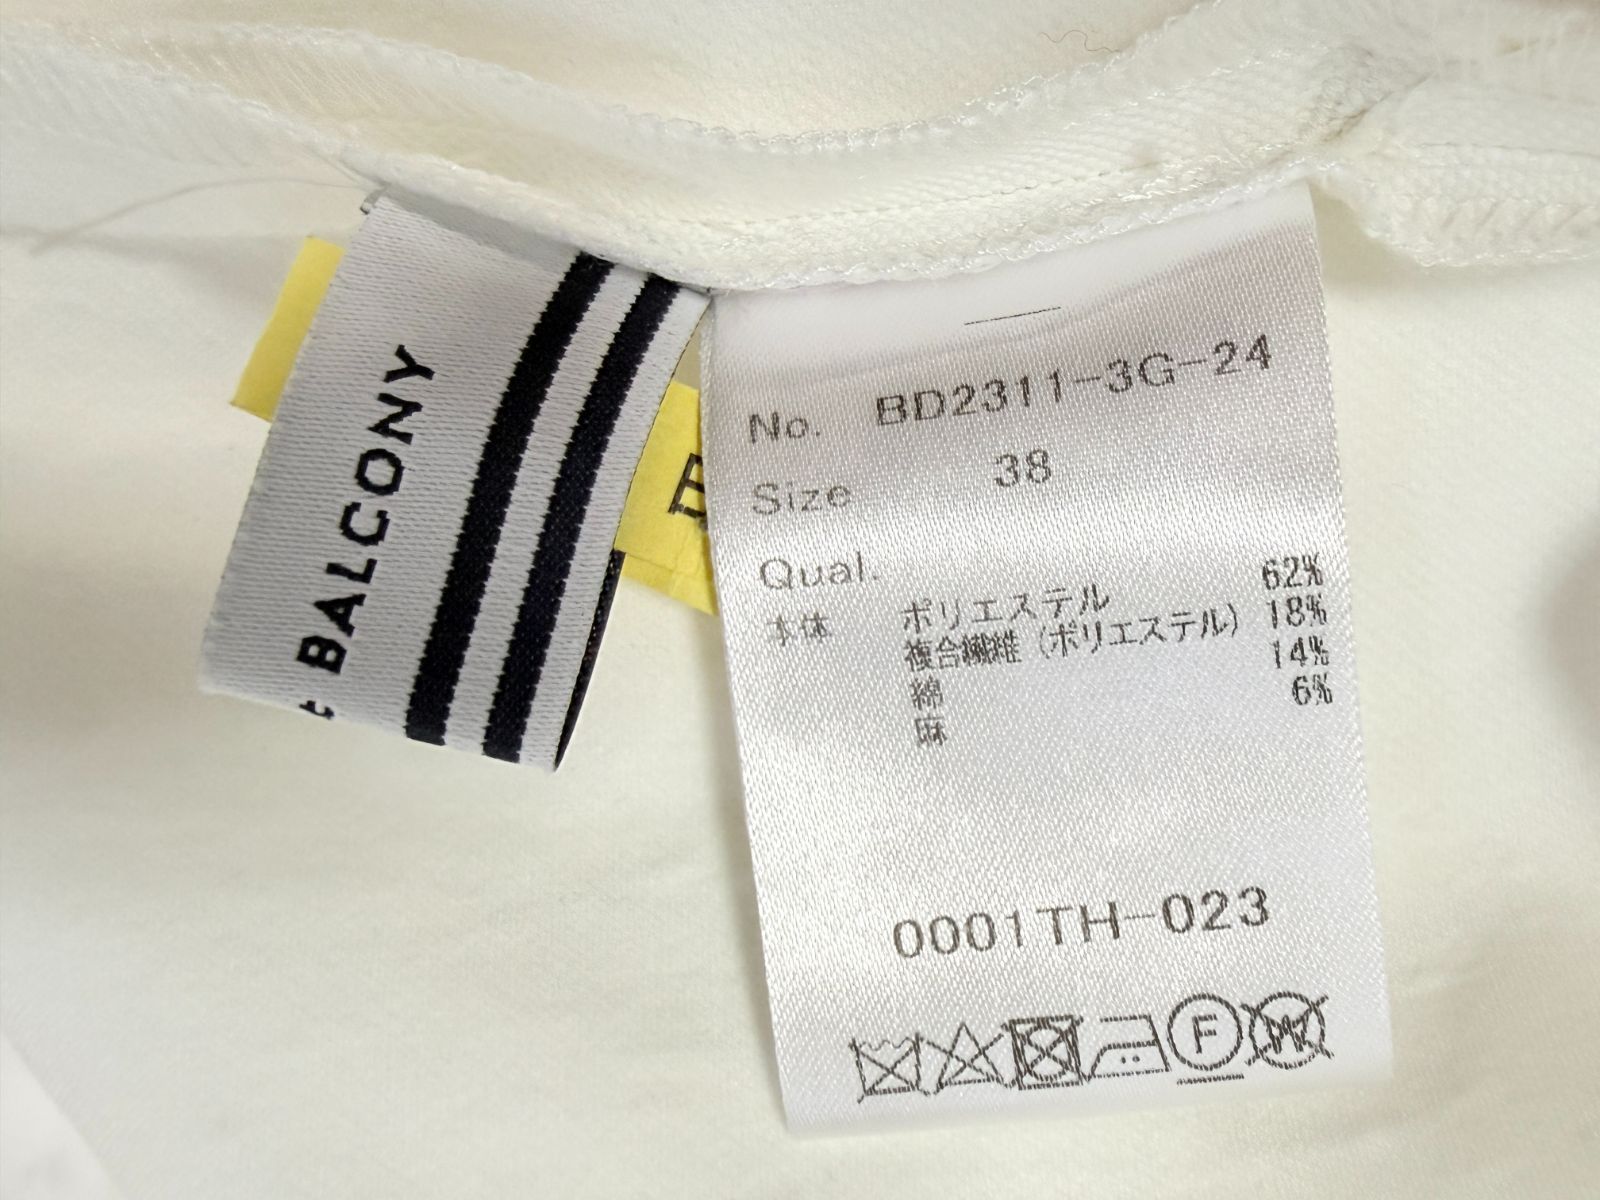 t BALCONY
No. BD2311-3G-24
Size 38
Qual.
本体 ポリエステル 62%
複合繊維(ポリエステル) 18%
綿 14%
麻 6%
0001TH-023
F W